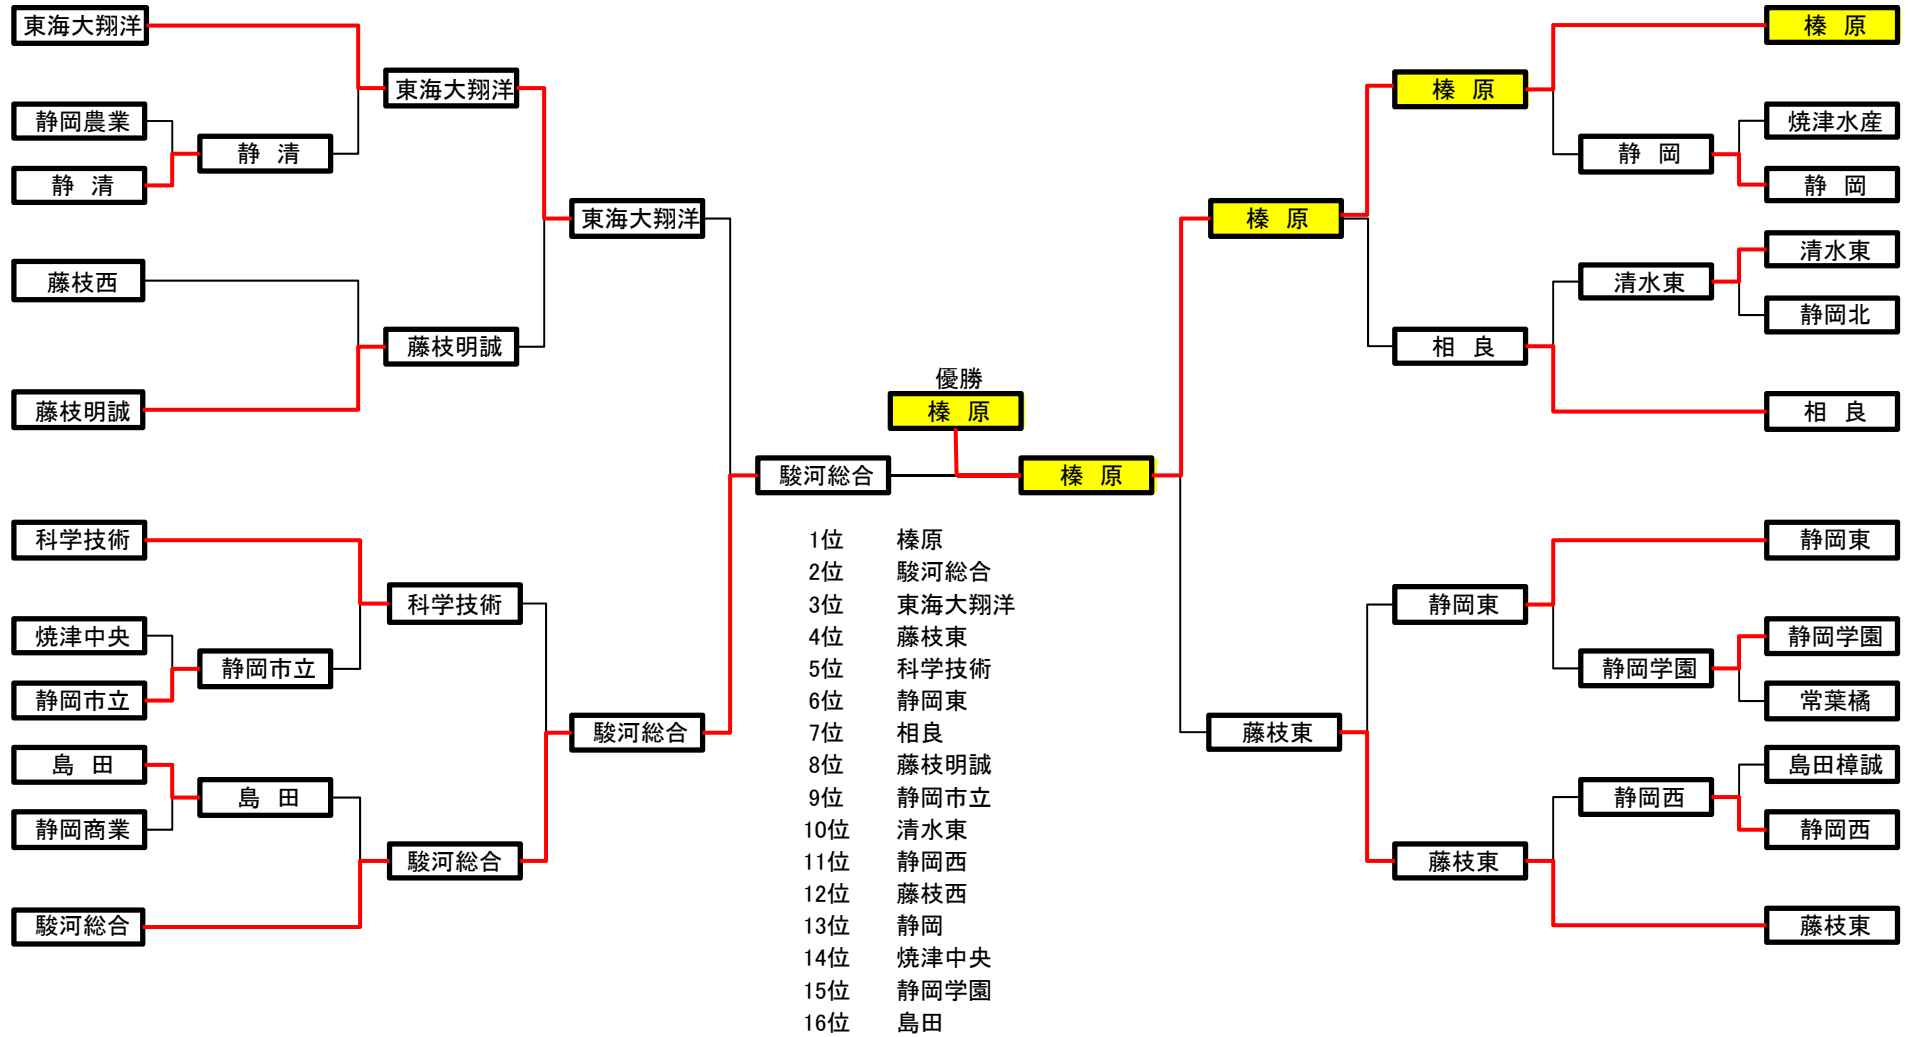 東海大翔洋
静岡農業
静 清
藤枝西
藤枝明誠
科学技術
焼津中央
静岡市立
島 田
静岡商業
駿河総合
静 清
静岡市立
島 田
東海大翔洋
藤枝明誠
科学技術
駿河総合
東海大翔洋
駿河総合
駿河総合
優勝
榛 原
榛 原
1位 榛原
2位 駿河総合
3位 東海大翔洋
4位 藤枝東
5位 科学技術
6位 静岡東
7位 相良
8位 藤枝明誠
9位 静岡市立
10位 清水東
11位 静岡西
12位 藤枝西
13位 静岡
14位 焼津中央
15位 静岡学園
16位 島田
榛 原
藤枝東
榛 原
相 良
静岡東
藤枝東
静 岡
清水東
静岡学園
静岡西
榛 原
焼津水産
静 岡
清水東
静岡北
相 良
静岡東
静岡学園
常葉橘
島田樟誠
静岡西
藤枝東